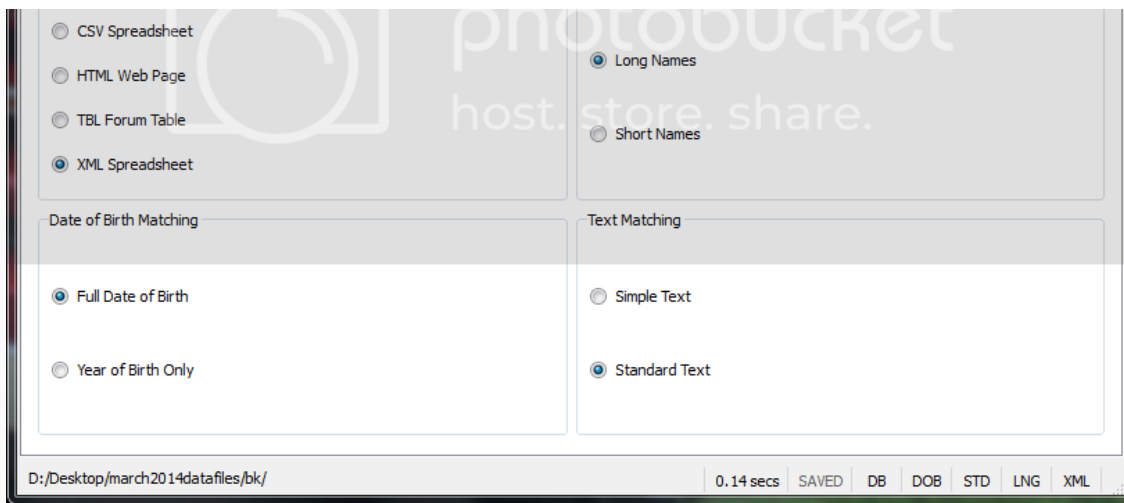 photobucket
host. store. share.
CSV Spreadsheet
HTML Web Page
TBL Forum Table
XML Spreadsheet
Long Names
Short Names
Date of Birth Matching
Full Date of Birth
Year of Birth Only
Text Matching
Simple Text
Standard Text
D:/Desktop/march2014datafiles/bk/
0.14 secs SAVED DB DOB STD LNG XML